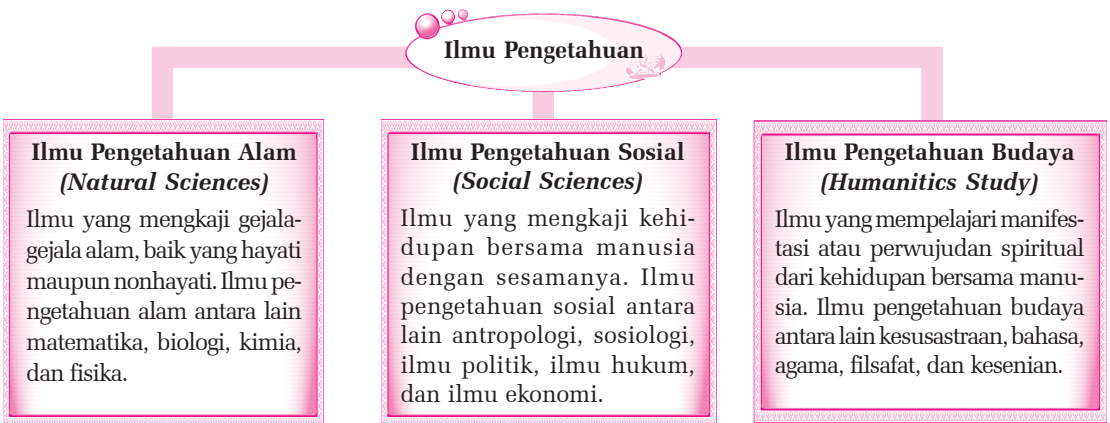 Ilmu Pengetahuan
Ilmu Pengetahuan Alam
(Natural Sciences)
Ilmu yang mengkaji gejala-
gejala alam, baik yang hayati
maupun nonhayati. Ilmu pe-
ngetahuan alam antara lain
matematika, biologi, kimia,
dan fisika.
Ilmu Pengetahuan Sosial
(Social Sciences)
Ilmu yang mengkaji kehi-
dupan bersama manusia
dengan sesamanya. Ilmu
pengetahuan sosial antara
lain antropologi, sosiologi,
ilmu politik, ilmu hukum,
dan ilmu ekonomi.
Ilmu Pengetahuan Budaya
(Humanitics Study)
Ilmu yang mempelajari manifes-
tasi atau perwujudan spiritual
dari kehidupan bersama manu-
sia. Ilmu pengetahuan budaya
antara lain kesusastraan, bahasa,
agama, filsafat, dan kesenian.